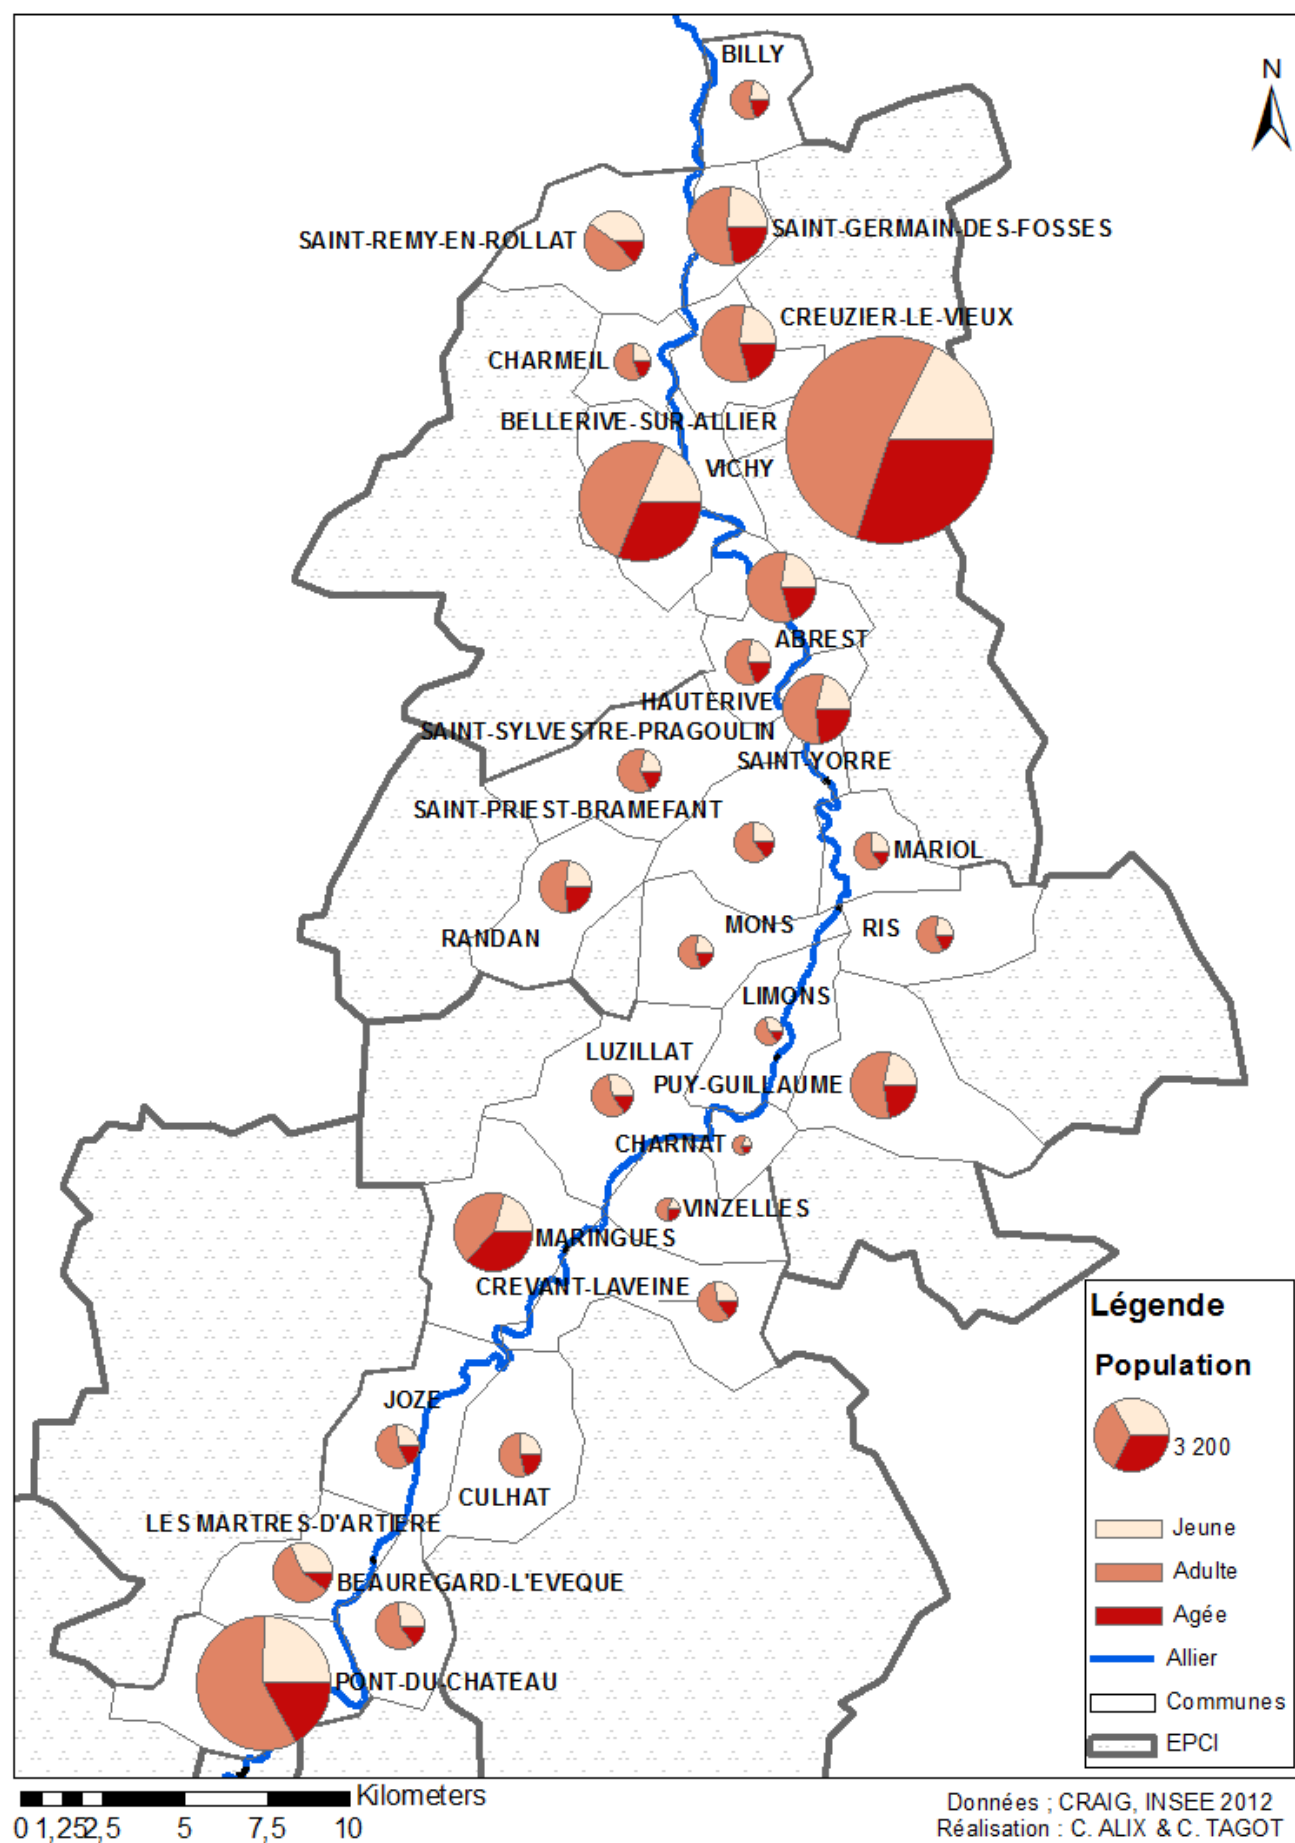 BILLY
N
SAINT-GERMAIN-DES-FOSSES
SAINT-REMY-EN-ROLLAT
CREUZIER-LE-VIEUX
CHARMEIL
BELLERIVE-SUR-ALLIER
VICHY
ABREST
HAUTERIVE
SAINT-SYLVESTRE-PRAGOULIN
SAINT-YORRE
SAINT-PRIEST-BRAMEFANT
MARIOL
MONS
RIS
RANDAN
LIMONS
LUZILLAT
PUY-GUILLAUME
CHARNAT
VINZELLES
MARINGUES
CREVANT-LAVEINE
JOZE
CULHAT
LES MARTRES-D'ARTIERE
BEAUREGARD-L'EVEQUE
PONT-DU-CHATEAU
Légende
Population
3 200
Jeune
Adulte
Agée
Allier
Communes
EPCI
Kilometers
0 1,25 2,5 5 7,5 10
Données ; CRAIG, INSEE 2012
Réalisation : C. ALIX & C. TAGOT